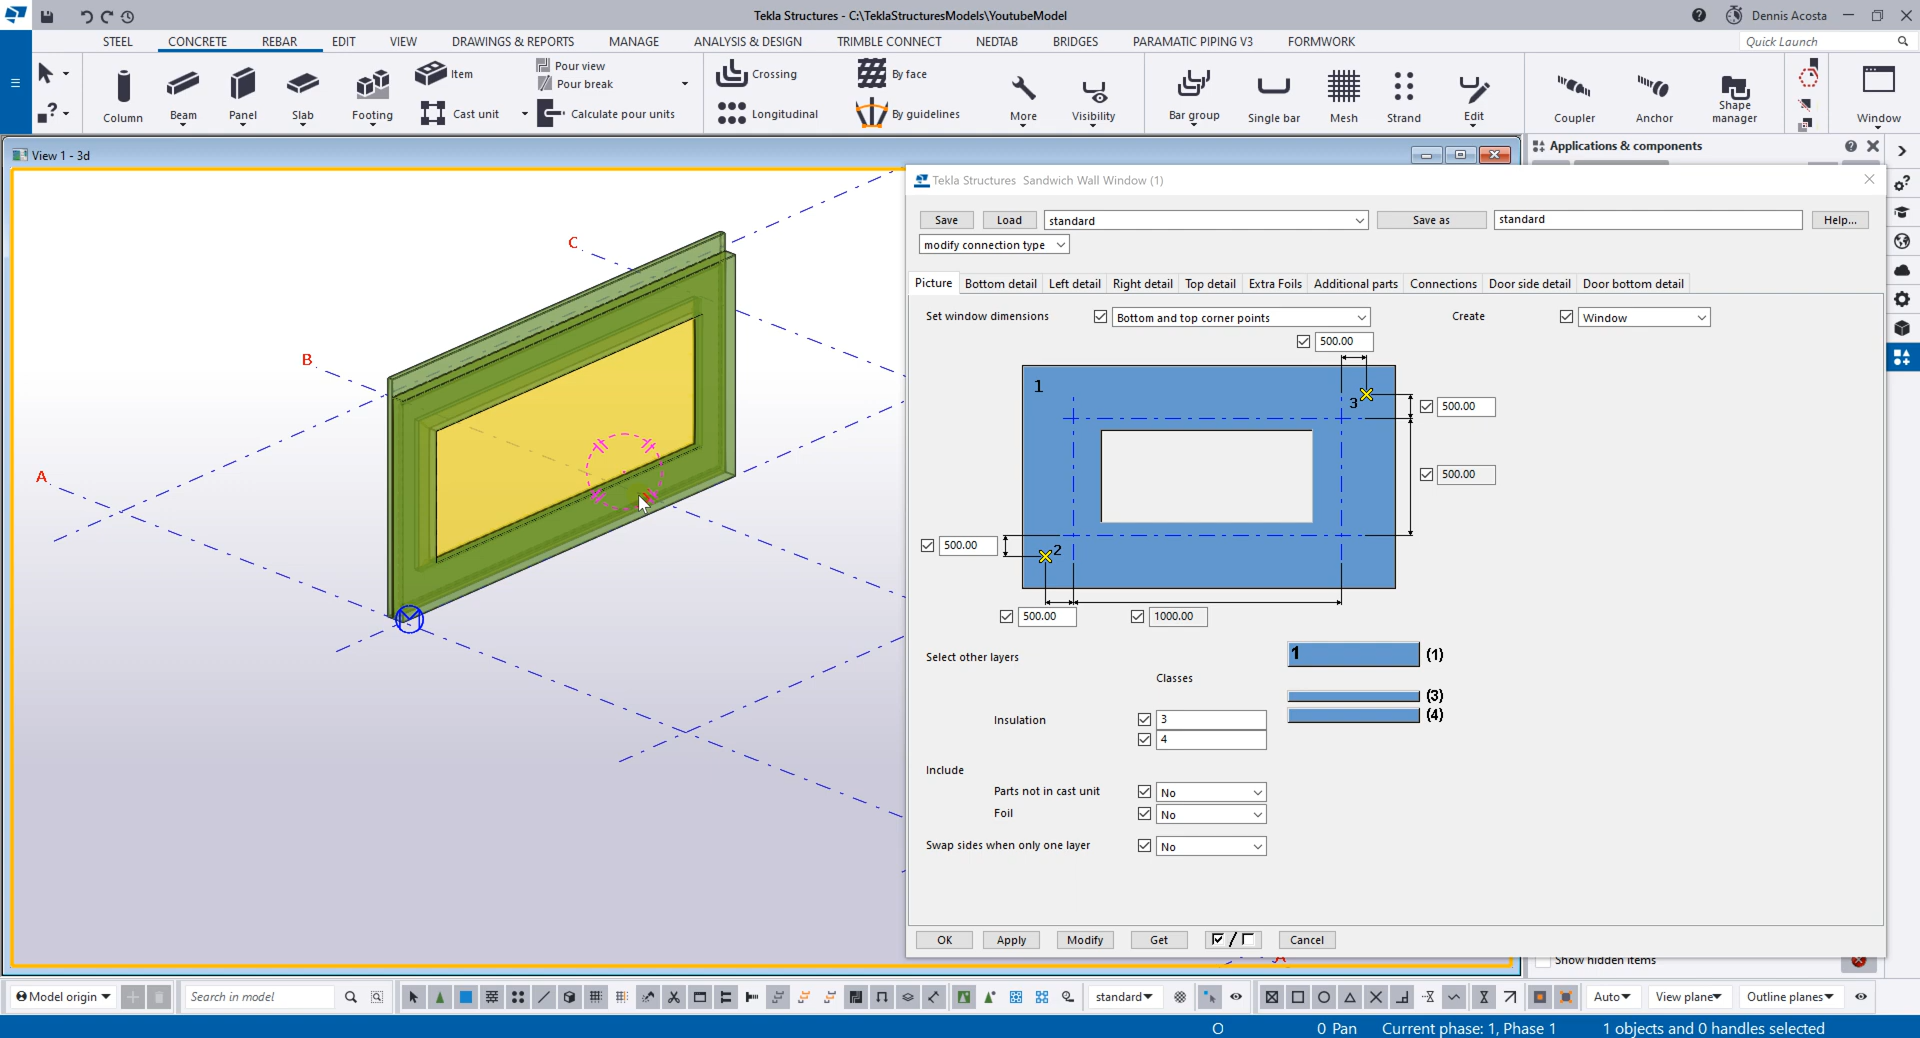 Tekla Structures - C:\TeklaStructuresModels\YoutubeModel
Dennis Acosta
STEEL CONCRETE REBAR EDIT VIEW DRAWINGS & REPORTS MANAGE ANALYSIS & DESIGN TRIMBLE CONNECT NEDTAB BRIDGES PARAMATIC PIPING V3 FORMWORK
Quick Launch
Column Beam Panel Slab Footing
Item
Cast unit
Pour view
Pour break
Calculate pour units
Crossing
Longitudinal
By face
By guidelines
More Visibility
Bar group Single bar Mesh Strand Edit
Coupler Anchor Shape manager
Window
View 1 - 3d
Applications & components
Tekla Structures Sandwich Wall Window (1)
Save Load standard Save as standard Help...
modify connection type
Picture Bottom detail Left detail Right detail Top detail Extra Foils Additional parts Connections Door side detail Door bottom detail
Set window dimensions Bottom and top corner points Create Window
500.00
1
3
500.00
500.00
500.00
2
500.00 1000.00
Select other layers
1 (1)
Classes
(3)
(4)
Insulation 3
4
Include
Parts not in cast unit No
Foil No
Swap sides when only one layer No
OK Apply Modify Get / Cancel
C
B
A
A
Show hidden items
Model origin
Search in model
standard
Auto View plane Outline planes
O 0 Pan Current phase: 1, Phase 1 1 objects and 0 handles selected